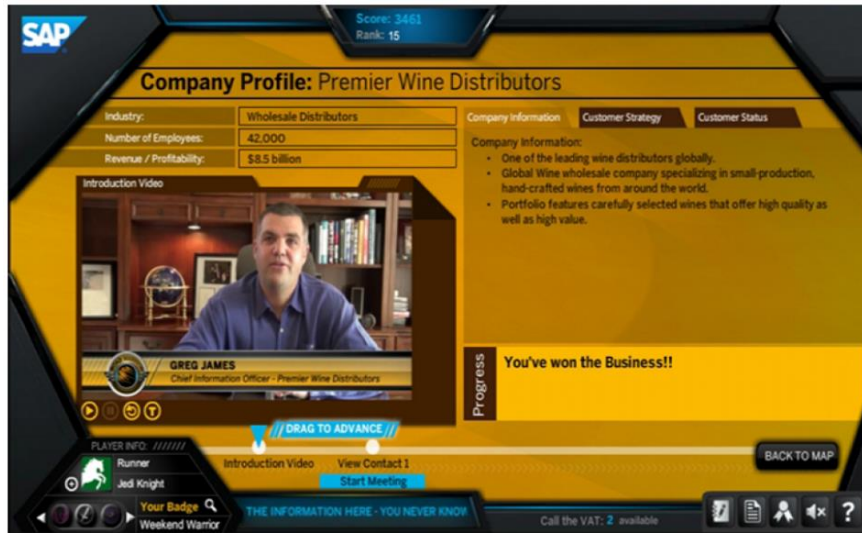 SAP
Score: 3461
Rank: 15
Company Profile: Premier Wine Distributors
Industry: Wholesale Distributors
Number of Employees: 42,000
Revenue / Profitability: $8.5 billion
Company Information Customer Strategy Customer Status
Introduction Video
Company Information:
• One of the leading wine distributors globally.
• Global Wine wholesale company specializing in small-production,
hand-crafted wines from around the world.
• Portfolio features carefully selected wines that offer high quality as
well as high value.
GREG JAMES
Chief Information Officer - Premier Wine Distributors
Progress
You've won the Business!!
T
/// DRAG TO ADVANCE ///
Introduction Video
View Contact 1
Start Meeting
BACK TO MAP
PLAYER INFO: ///////
Runner
Jedi Knight
Your Badge
Weekend Warrior
THE INFORMATION HERE - YOU NEVER KNOW
Call the VAT: 2 available
?